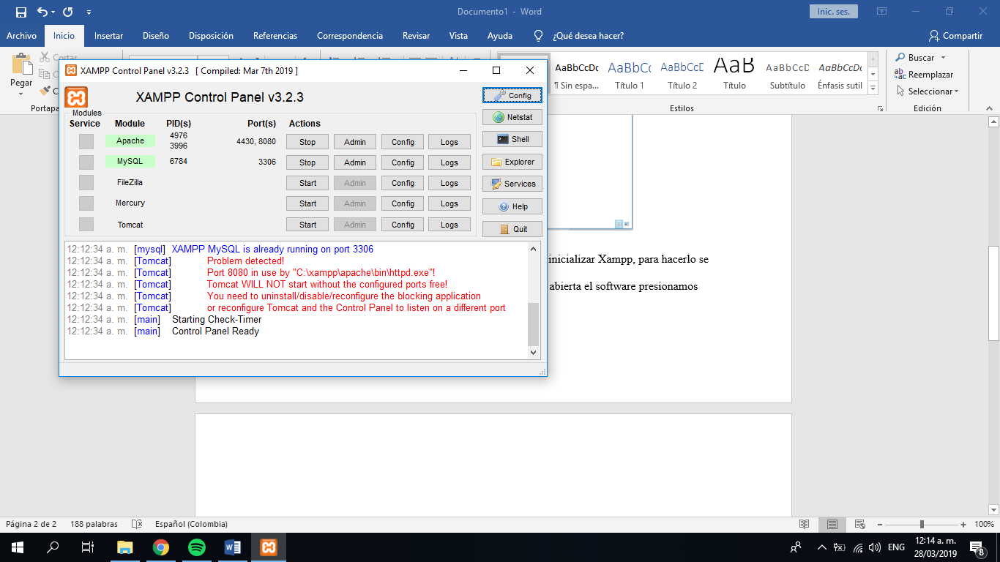 Documento1 - Word
Inic. ses.
Archivo Inicio Insertar Diseño Disposición Referencias Correspondencia Revisar Vista Ayuda ¿Qué desea hacer? Compartir
Pegar
Cortar
Portapa
AaBbCcDc AaBbCc AaBbCcD AaB AaBbCcD AaBbCcDc
¶ Sin espa... Título 1 Título 2 Título Subtítulo Énfasis sutil
Estilos
Buscar
Reemplazar
Seleccionar
Edición
XAMPP Control Panel v3.2.3 [ Compiled: Mar 7th 2019 ]
XAMPP Control Panel v3.2.3
Modules
Service Module PID(s) Port(s) Actions
Apache 4976 3996 4430, 8080 Stop Admin Config Logs
MySQL 6784 3306 Stop Admin Config Logs
FileZilla Start Admin Config Logs
Mercury Start Admin Config Logs
Tomcat Start Admin Config Logs
Config
Netstat
Shell
Explorer
Services
Help
Quit
12:12:34 a. m. [mysql] XAMPP MySQL is already running on port 3306
12:12:34 a. m. [Tomcat] Problem detected!
12:12:34 a. m. [Tomcat] Port 8080 in use by "C:\xampp\apache\bin\httpd.exe"!
12:12:34 a. m. [Tomcat] Tomcat WILL NOT start without the configured ports free!
12:12:34 a. m. [Tomcat] You need to uninstall/disable/reconfigure the blocking application
12:12:34 a. m. [Tomcat] or reconfigure Tomcat and the Control Panel to listen on a different port
12:12:34 a. m. [main] Starting Check-Timer
12:12:34 a. m. [main] Control Panel Ready
inicializar Xampp, para hacerlo se
abierta el software presionamos
Página 2 de 2 188 palabras Español (Colombia) 100%
ENG
12:14 a. m.
28/03/2019
8